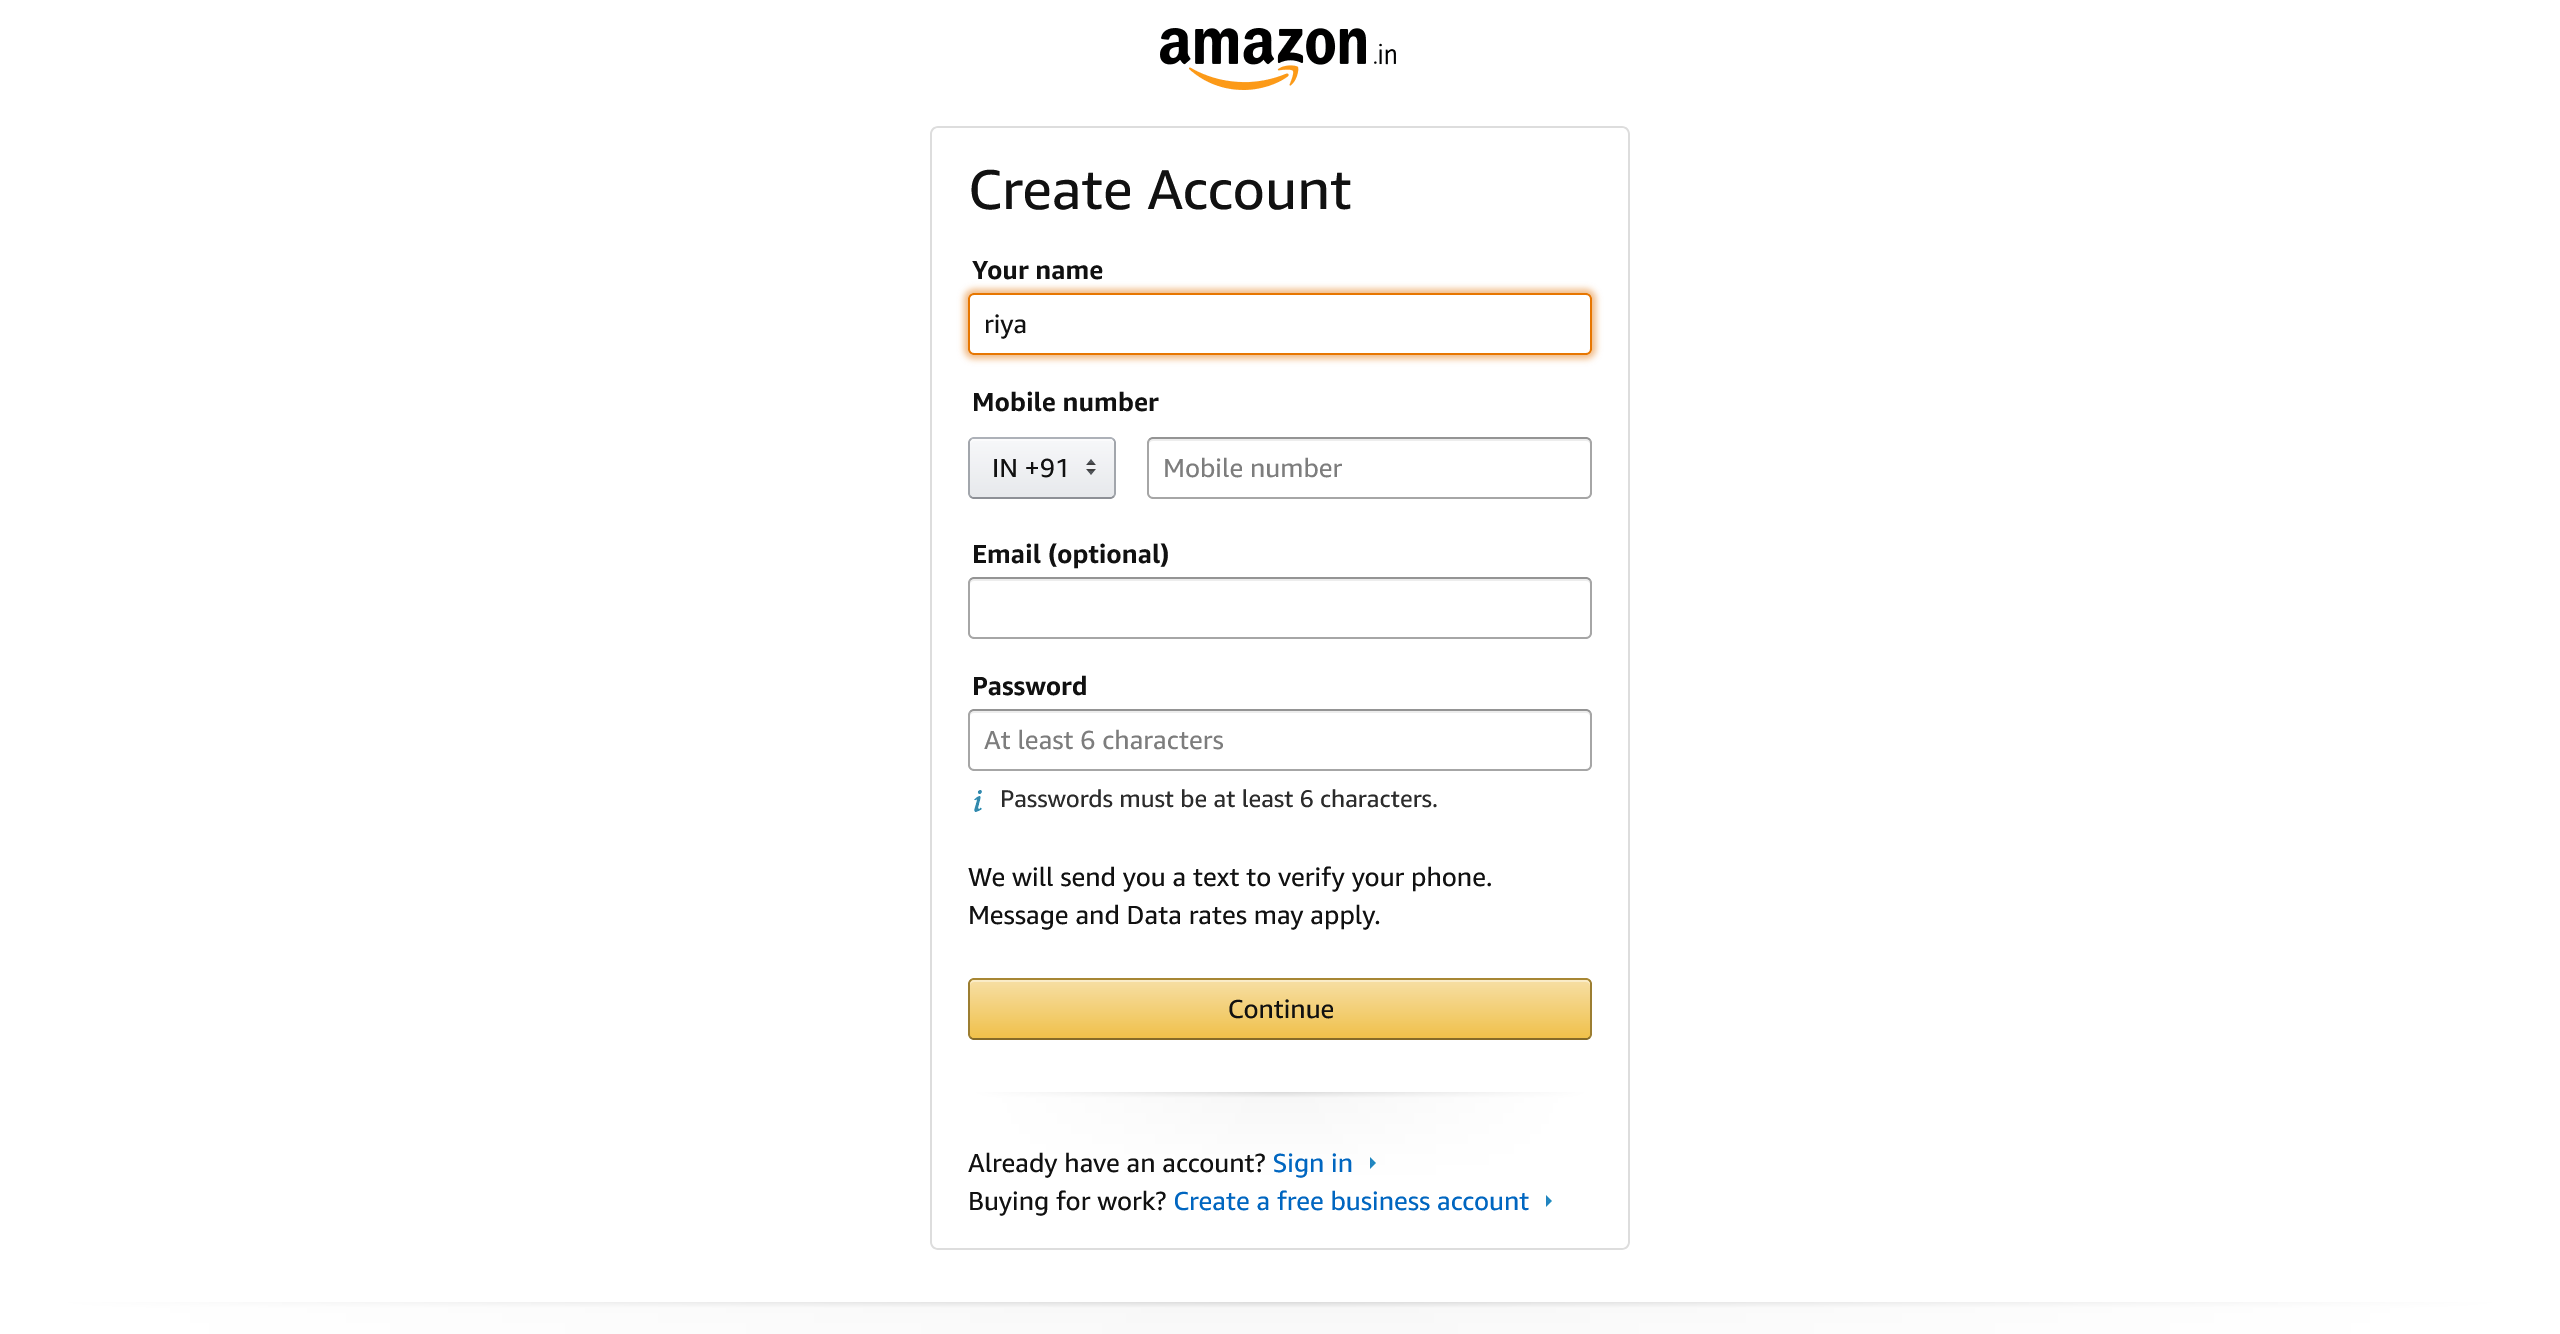 amazon.in
Create Account
Your name
riya
Mobile number
IN +91
Mobile number
Email (optional)
Password
At least 6 characters
i Passwords must be at least 6 characters.
We will send you a text to verify your phone.
Message and Data rates may apply.
Continue
Already have an account? Sign in
Buying for work? Create a free business account